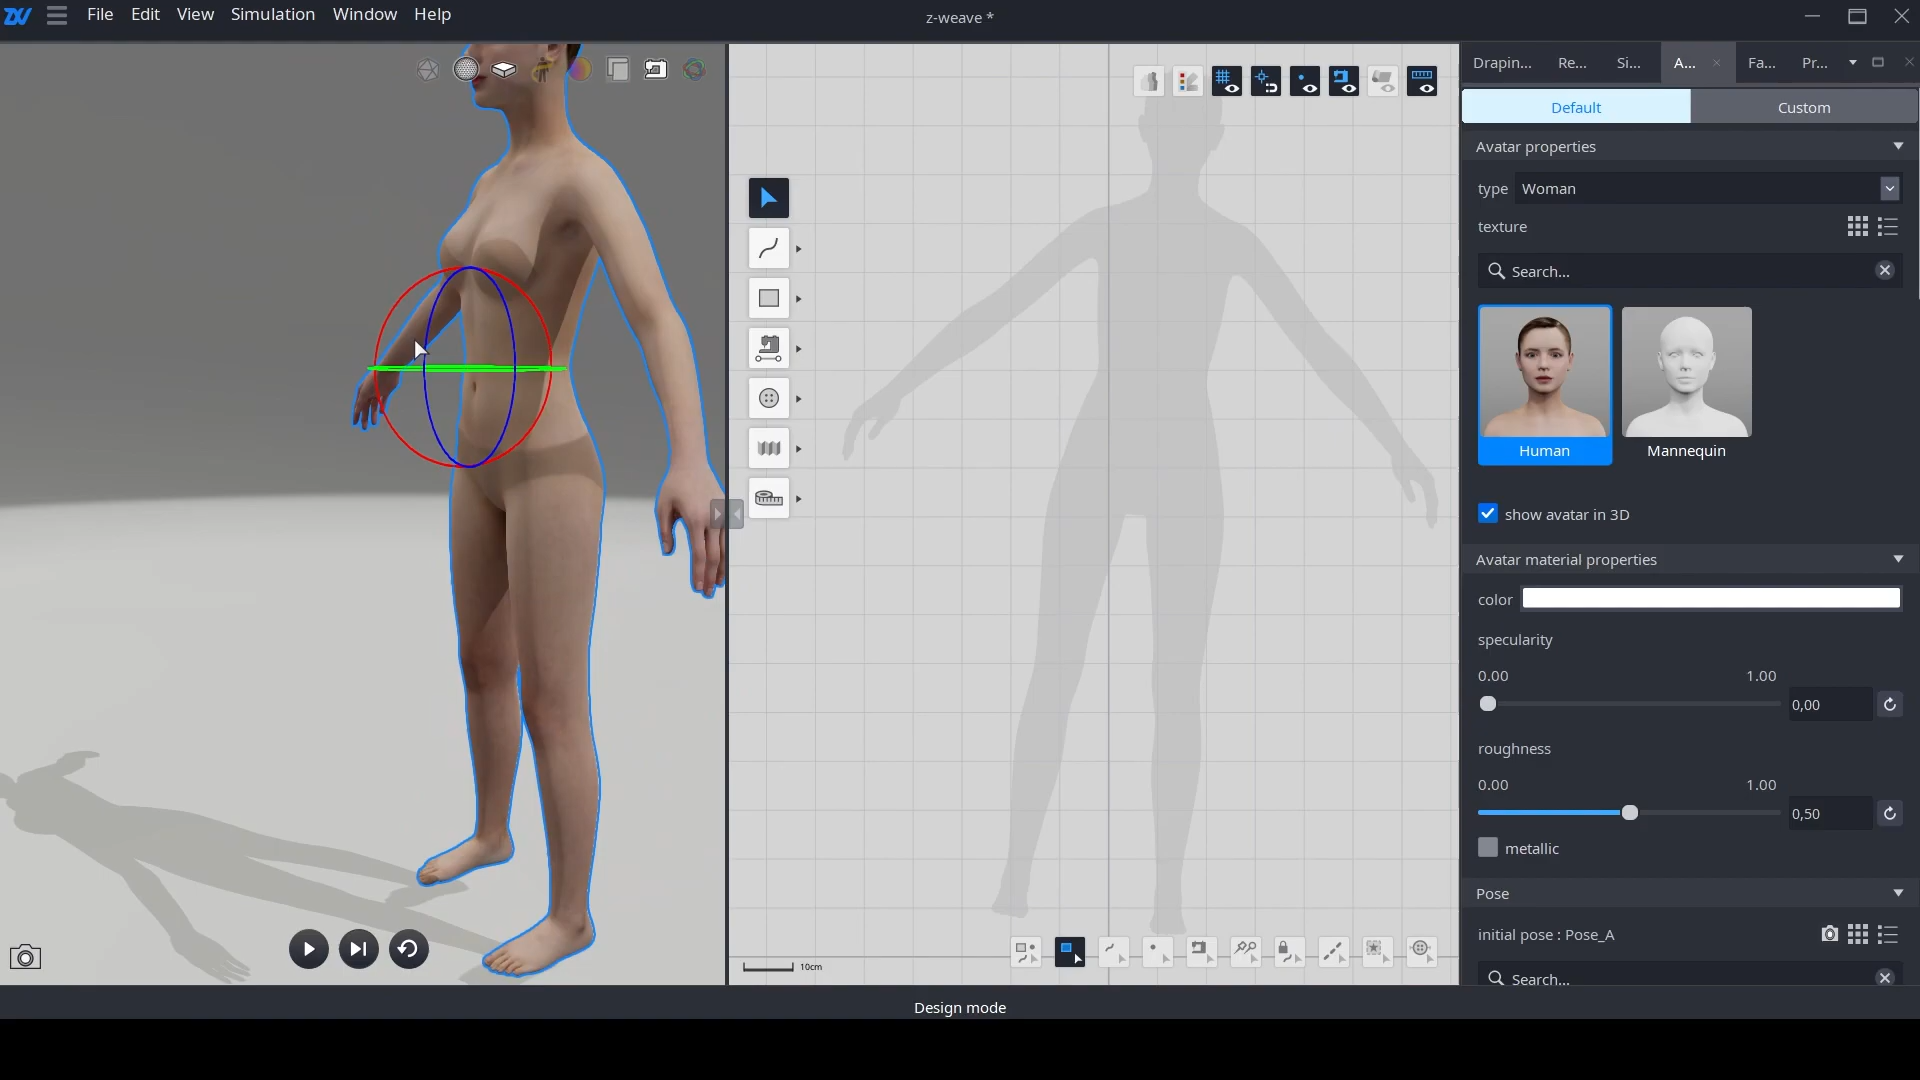 ZW
File Edit View Simulation Window Help
z-weave *
Drapin... Re... Si... A... Fa... Pr...
Default Custom
Avatar properties
type Woman
texture
Search...
Human Mannequin
show avatar in 3D
Avatar material properties
color
specularity
0.00 1.00
0,00
roughness
0.00 1.00
0,50
metallic
Pose
initial pose : Pose_A
Search...
10cm
Design mode